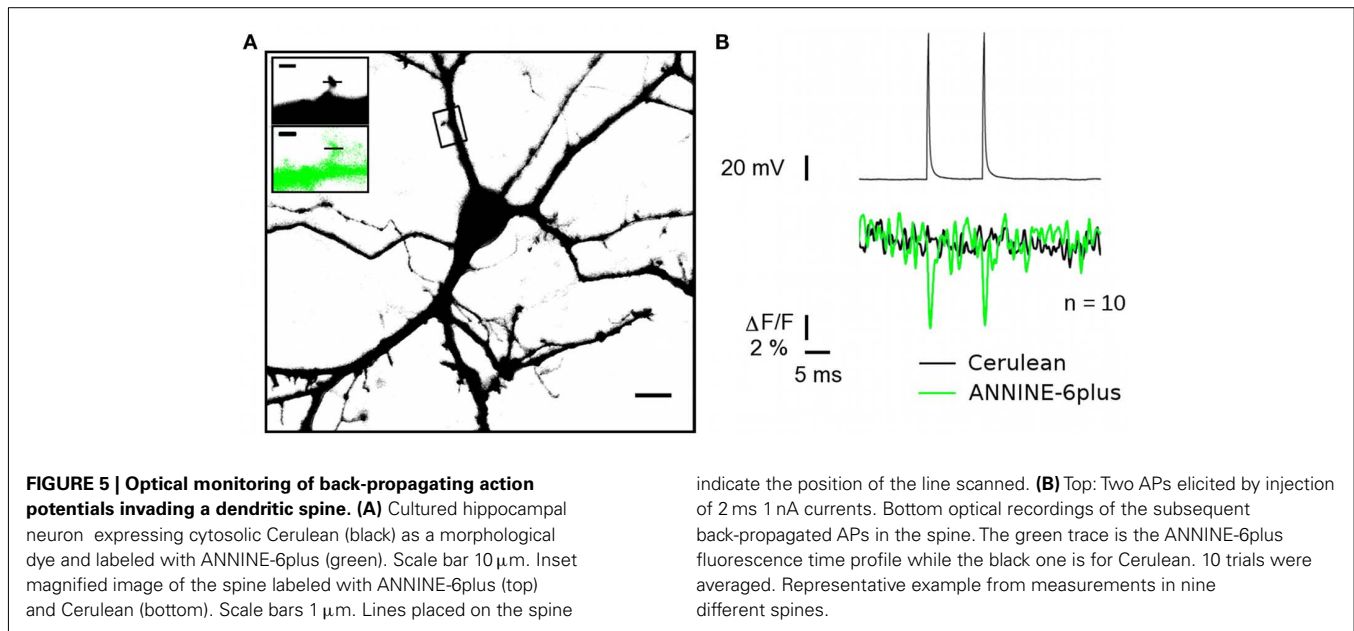 A
B
20 mV
n = 10
ΔF/F
2 %
5 ms
Cerulean
ANNINE-6plus
FIGURE 5 | Optical monitoring of back-propagating action
potentials invading a dendritic spine. (A) Cultured hippocampal
neuron expressing cytosolic Cerulean (black) as a morphological
dye and labeled with ANNINE-6plus (green). Scale bar 10 μm. Inset
magnified image of the spine labeled with ANNINE-6plus (top)
and Cerulean (bottom). Scale bars 1 μm. Lines placed on the spine
indicate the position of the line scanned. (B) Top: Two APs elicited by injection
of 2 ms 1 nA currents. Bottom optical recordings of the subsequent
back-propagated APs in the spine. The green trace is the ANNINE-6plus
fluorescence time profile while the black one is for Cerulean. 10 trials were
averaged. Representative example from measurements in nine
different spines.